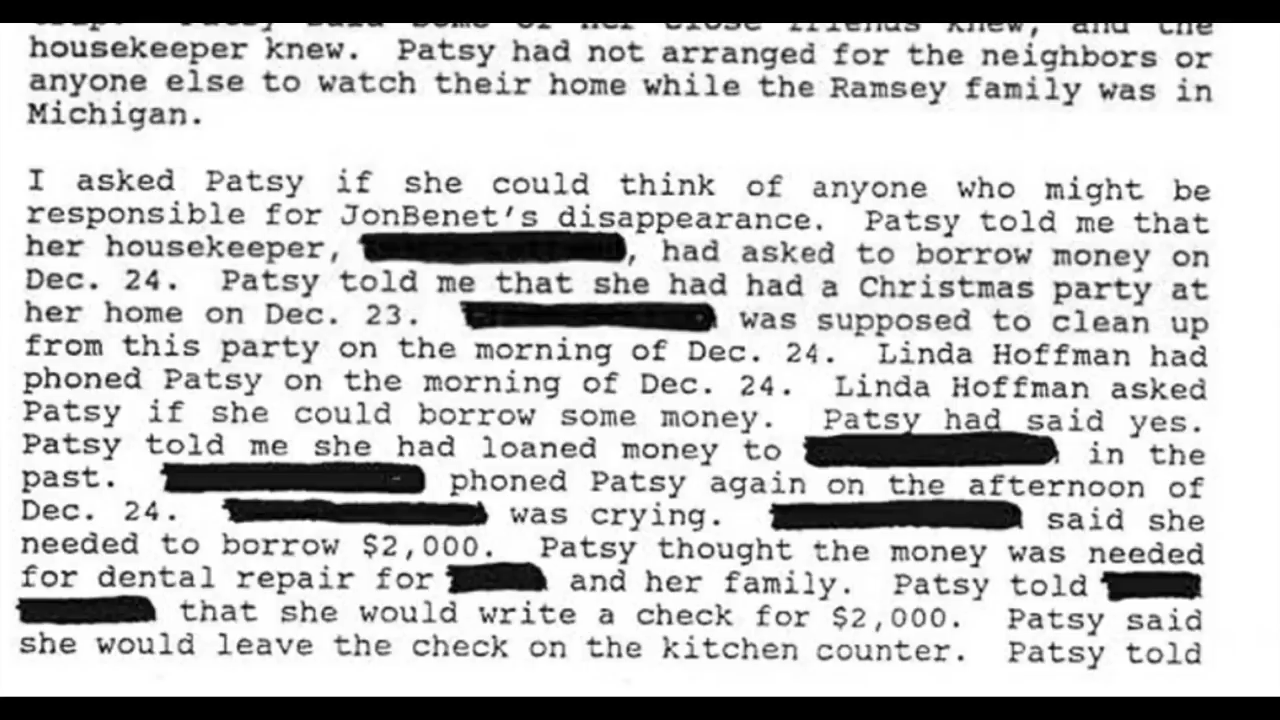 housekeeper knew. Patsy had not arranged for the neighbors or
anyone else to watch their home while the Ramsey family was in
Michigan.
I asked Patsy if she could think of anyone who might be
responsible for JonBenet's disappearance. Patsy told me that
her housekeeper, , had asked to borrow money on
Dec. 24. Patsy told me that she had had a Christmas party at
her home on Dec. 23. was supposed to clean up
from this party on the morning of Dec. 24. Linda Hoffman had
phoned Patsy on the morning of Dec. 24. Linda Hoffman asked
Patsy if she could borrow some money. Patsy had said yes.
Patsy told me she had loaned money to in the
past. phoned Patsy again on the afternoon of
Dec. 24. was crying. said she
needed to borrow $2,000. Patsy thought the money was needed
for dental repair for and her family. Patsy told
that she would write a check for $2,000. Patsy said
she would leave the check on the kitchen counter. Patsy told